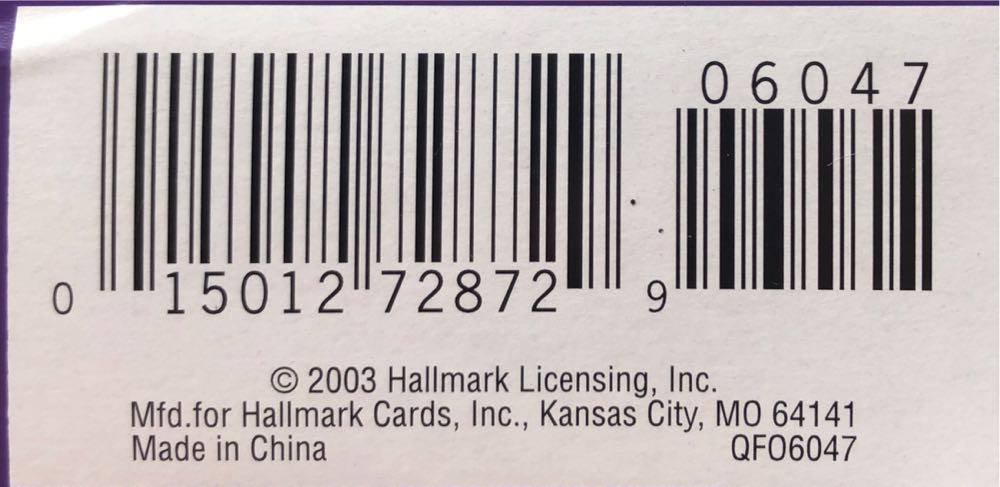 06047
0 15012 72872 9
© 2003 Hallmark Licensing, Inc.
Mfd.for Hallmark Cards, Inc., Kansas City, MO 64141
Made in China QFO6047